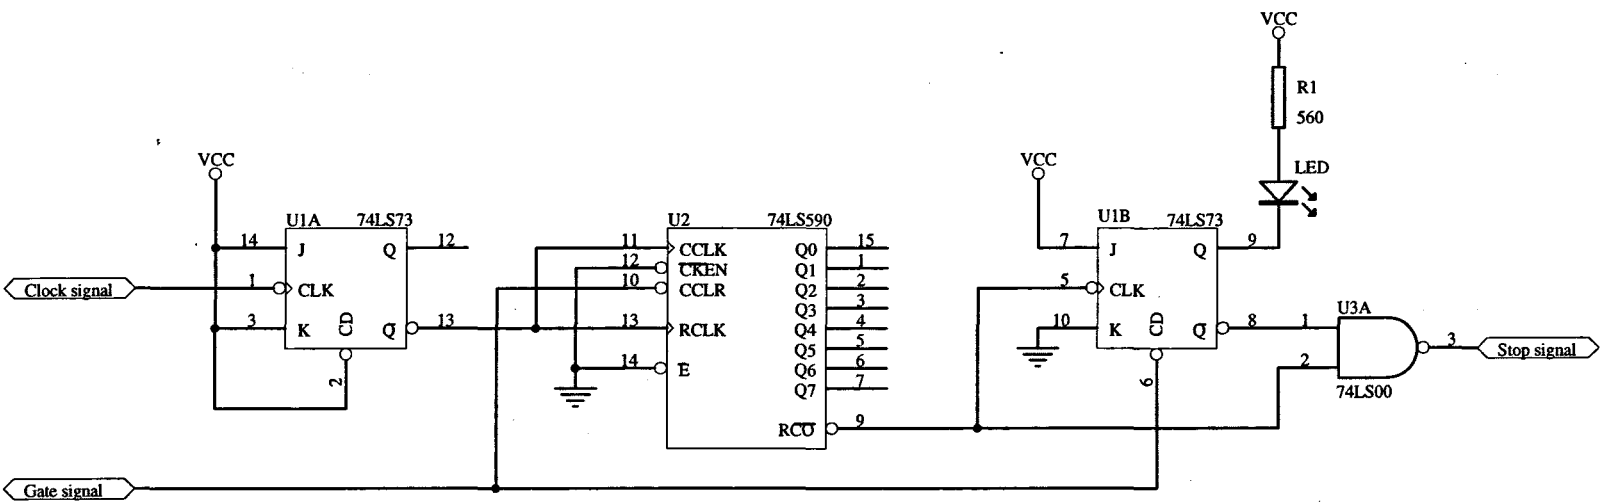 VCC
R1
560
LED
VCC
VCC
U1A 74LS73
14 J Q 12
Clock signal 1 CLK
3 K CD Q 13
2
U2 74LS590
11 CCLK Q0 15
12 CKEN Q1 1
10 CCLR Q2 2
Q3 3
13 RCLK Q4 4
Q5 5
14 E Q6 6
Q7 7
RCO 9
U1B 74LS73
7 J Q 9
5 CLK
10 K CD Q 8
6
U3A
1
2
3 Stop signal
74LS00
Gate signal